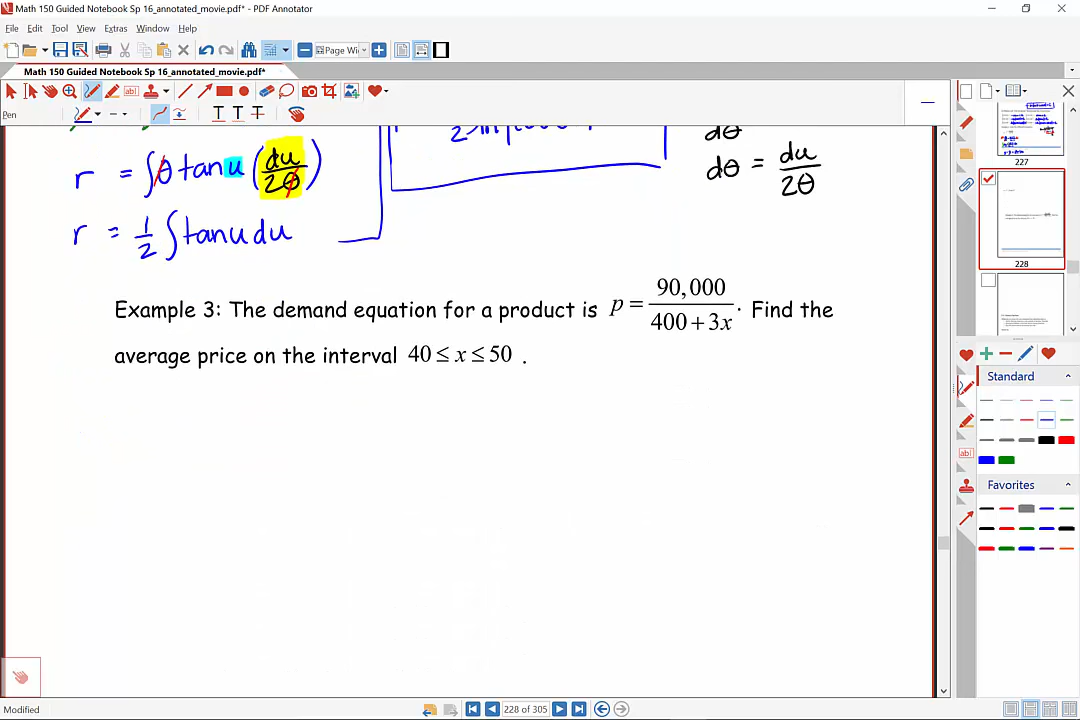 Math 150 Guided Notebook Sp 16_annotated_movie.pdf* - PDF Annotator
File Edit Tool View Extras Window Help
Page Wi
Math 150 Guided Notebook Sp 16_annotated_movie.pdf*
Pen
dθ
r = ∫θ tan u (du/2θ)
dθ = du/2θ
r = 1/2 ∫tan u du
Example 3: The demand equation for a product is p = 90,000/(400+3x). Find the
average price on the interval 40 ≤ x ≤ 50 .
227
228
Standard
Favorites
Modified
228 of 305